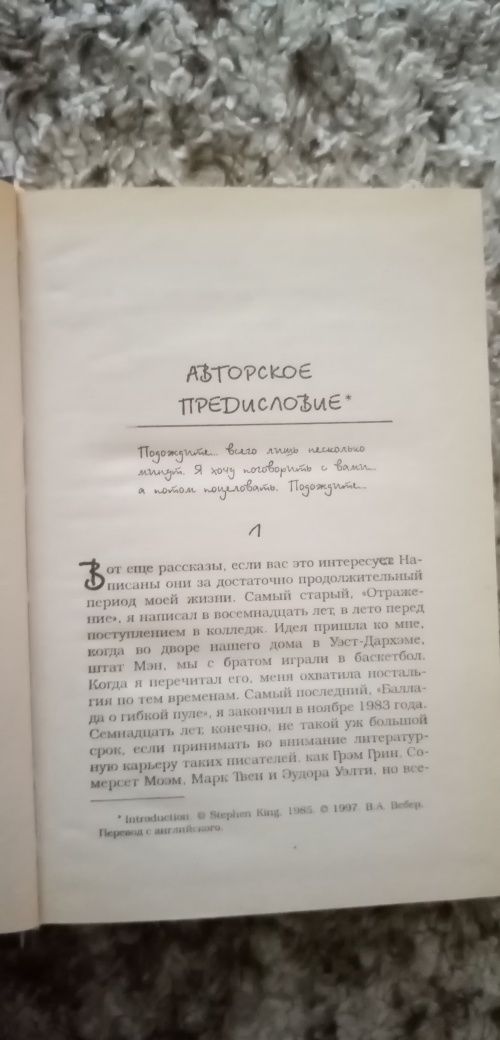 АВТОРСКОЕ
ПРЕДИСЛОВИЕ*
Подождите... всего лишь несколько
минут. Я хочу поговорить с вами...
а потом поцеловать. Подождите...
1
Вот еще рассказы, если вас это интересует. На-
писаны они за достаточно продолжительный
период моей жизни. Самый старый, «Отраже-
ние», я написал в восемнадцать лет, в лето перед
поступлением в колледж. Идея пришла ко мне,
когда во дворе нашего дома в Уэст-Дархэме,
штат Мэн, мы с братом играли в баскетбол.
Когда я перечитал его, меня охватила носталь-
гия по тем временам. Самый последний, «Балла-
да о гибкой пуле», я закончил в ноябре 1983 года.
Семнадцать лет, конечно, не такой уж большой
срок, если принимать во внимание литератур-
ную карьеру таких писателей, как Грэм Грин, Со-
мерсет Моэм, Марк Твен и Эудора Уэлти, но все-
* Introduction. © Stephen King, 1985. © 1997. В.А. Вебер.
Перевод с английского.